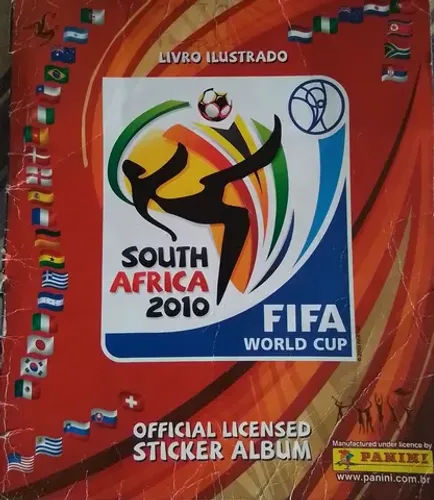 LIVRO ILUSTRADO
SOUTH
AFRICA
2010
FIFA
WORLD CUP
OFFICIAL LICENSED
STICKER ALBUM
Manufactured under licence by
PANINI
www.panini.com.br